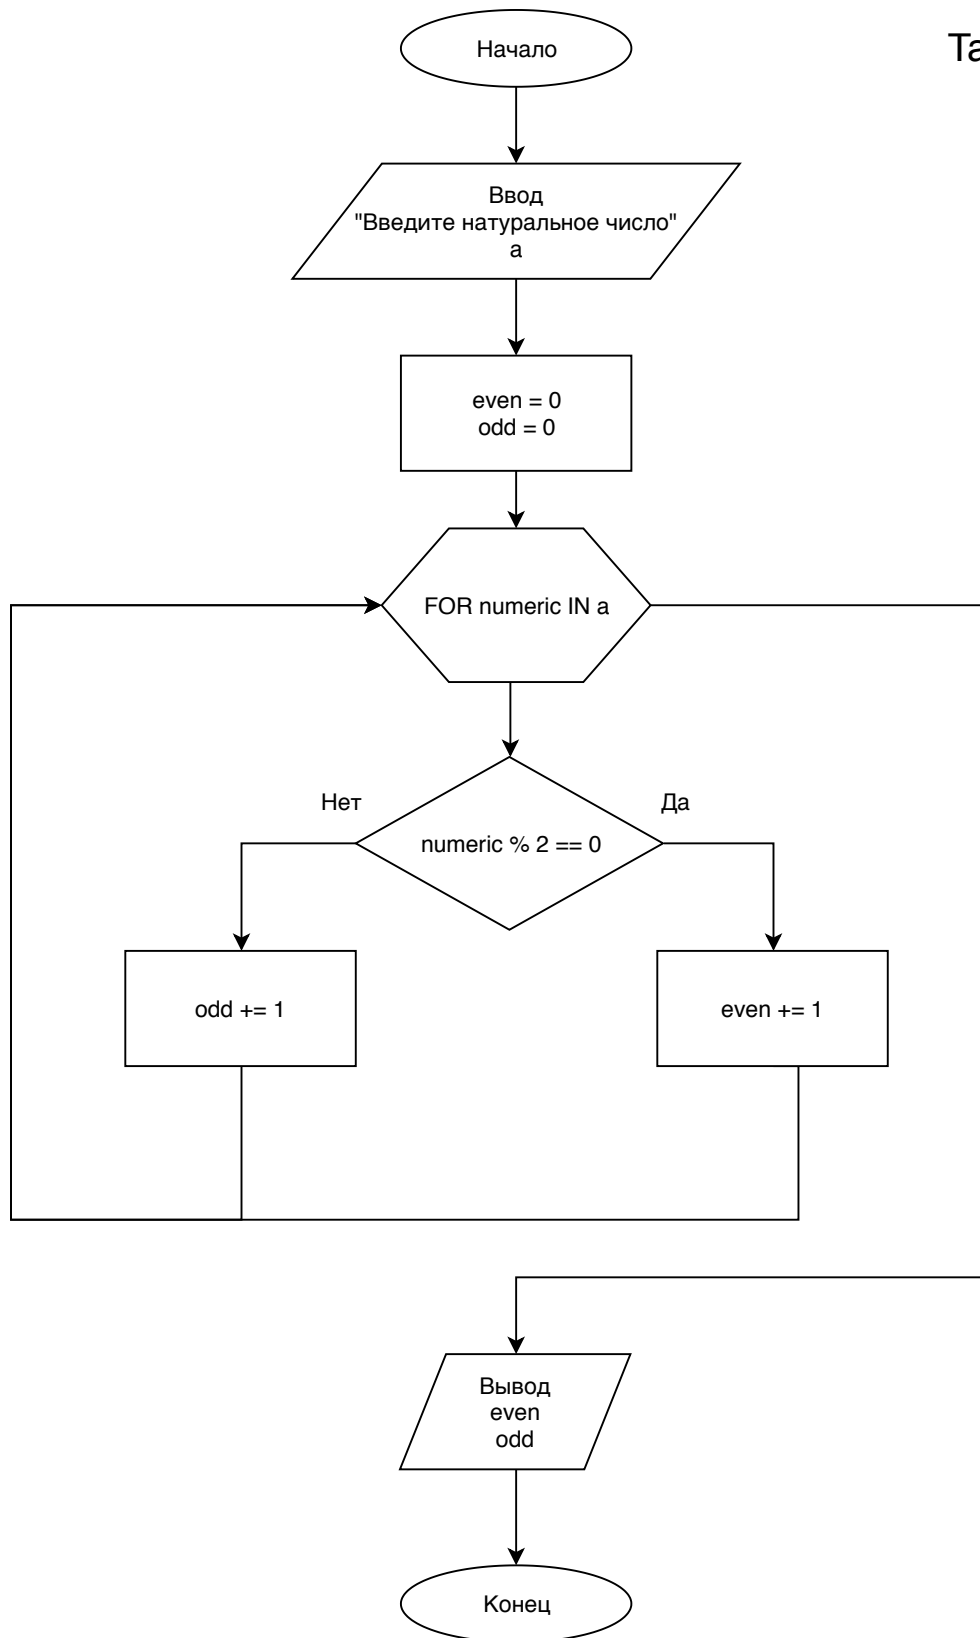 Начало
Та
Ввод
"Введите натуральное число"
a
even = 0
odd = 0
FOR numeric IN a
Нет
Да
numeric % 2 == 0
odd += 1
even += 1
Вывод
even
odd
Конец